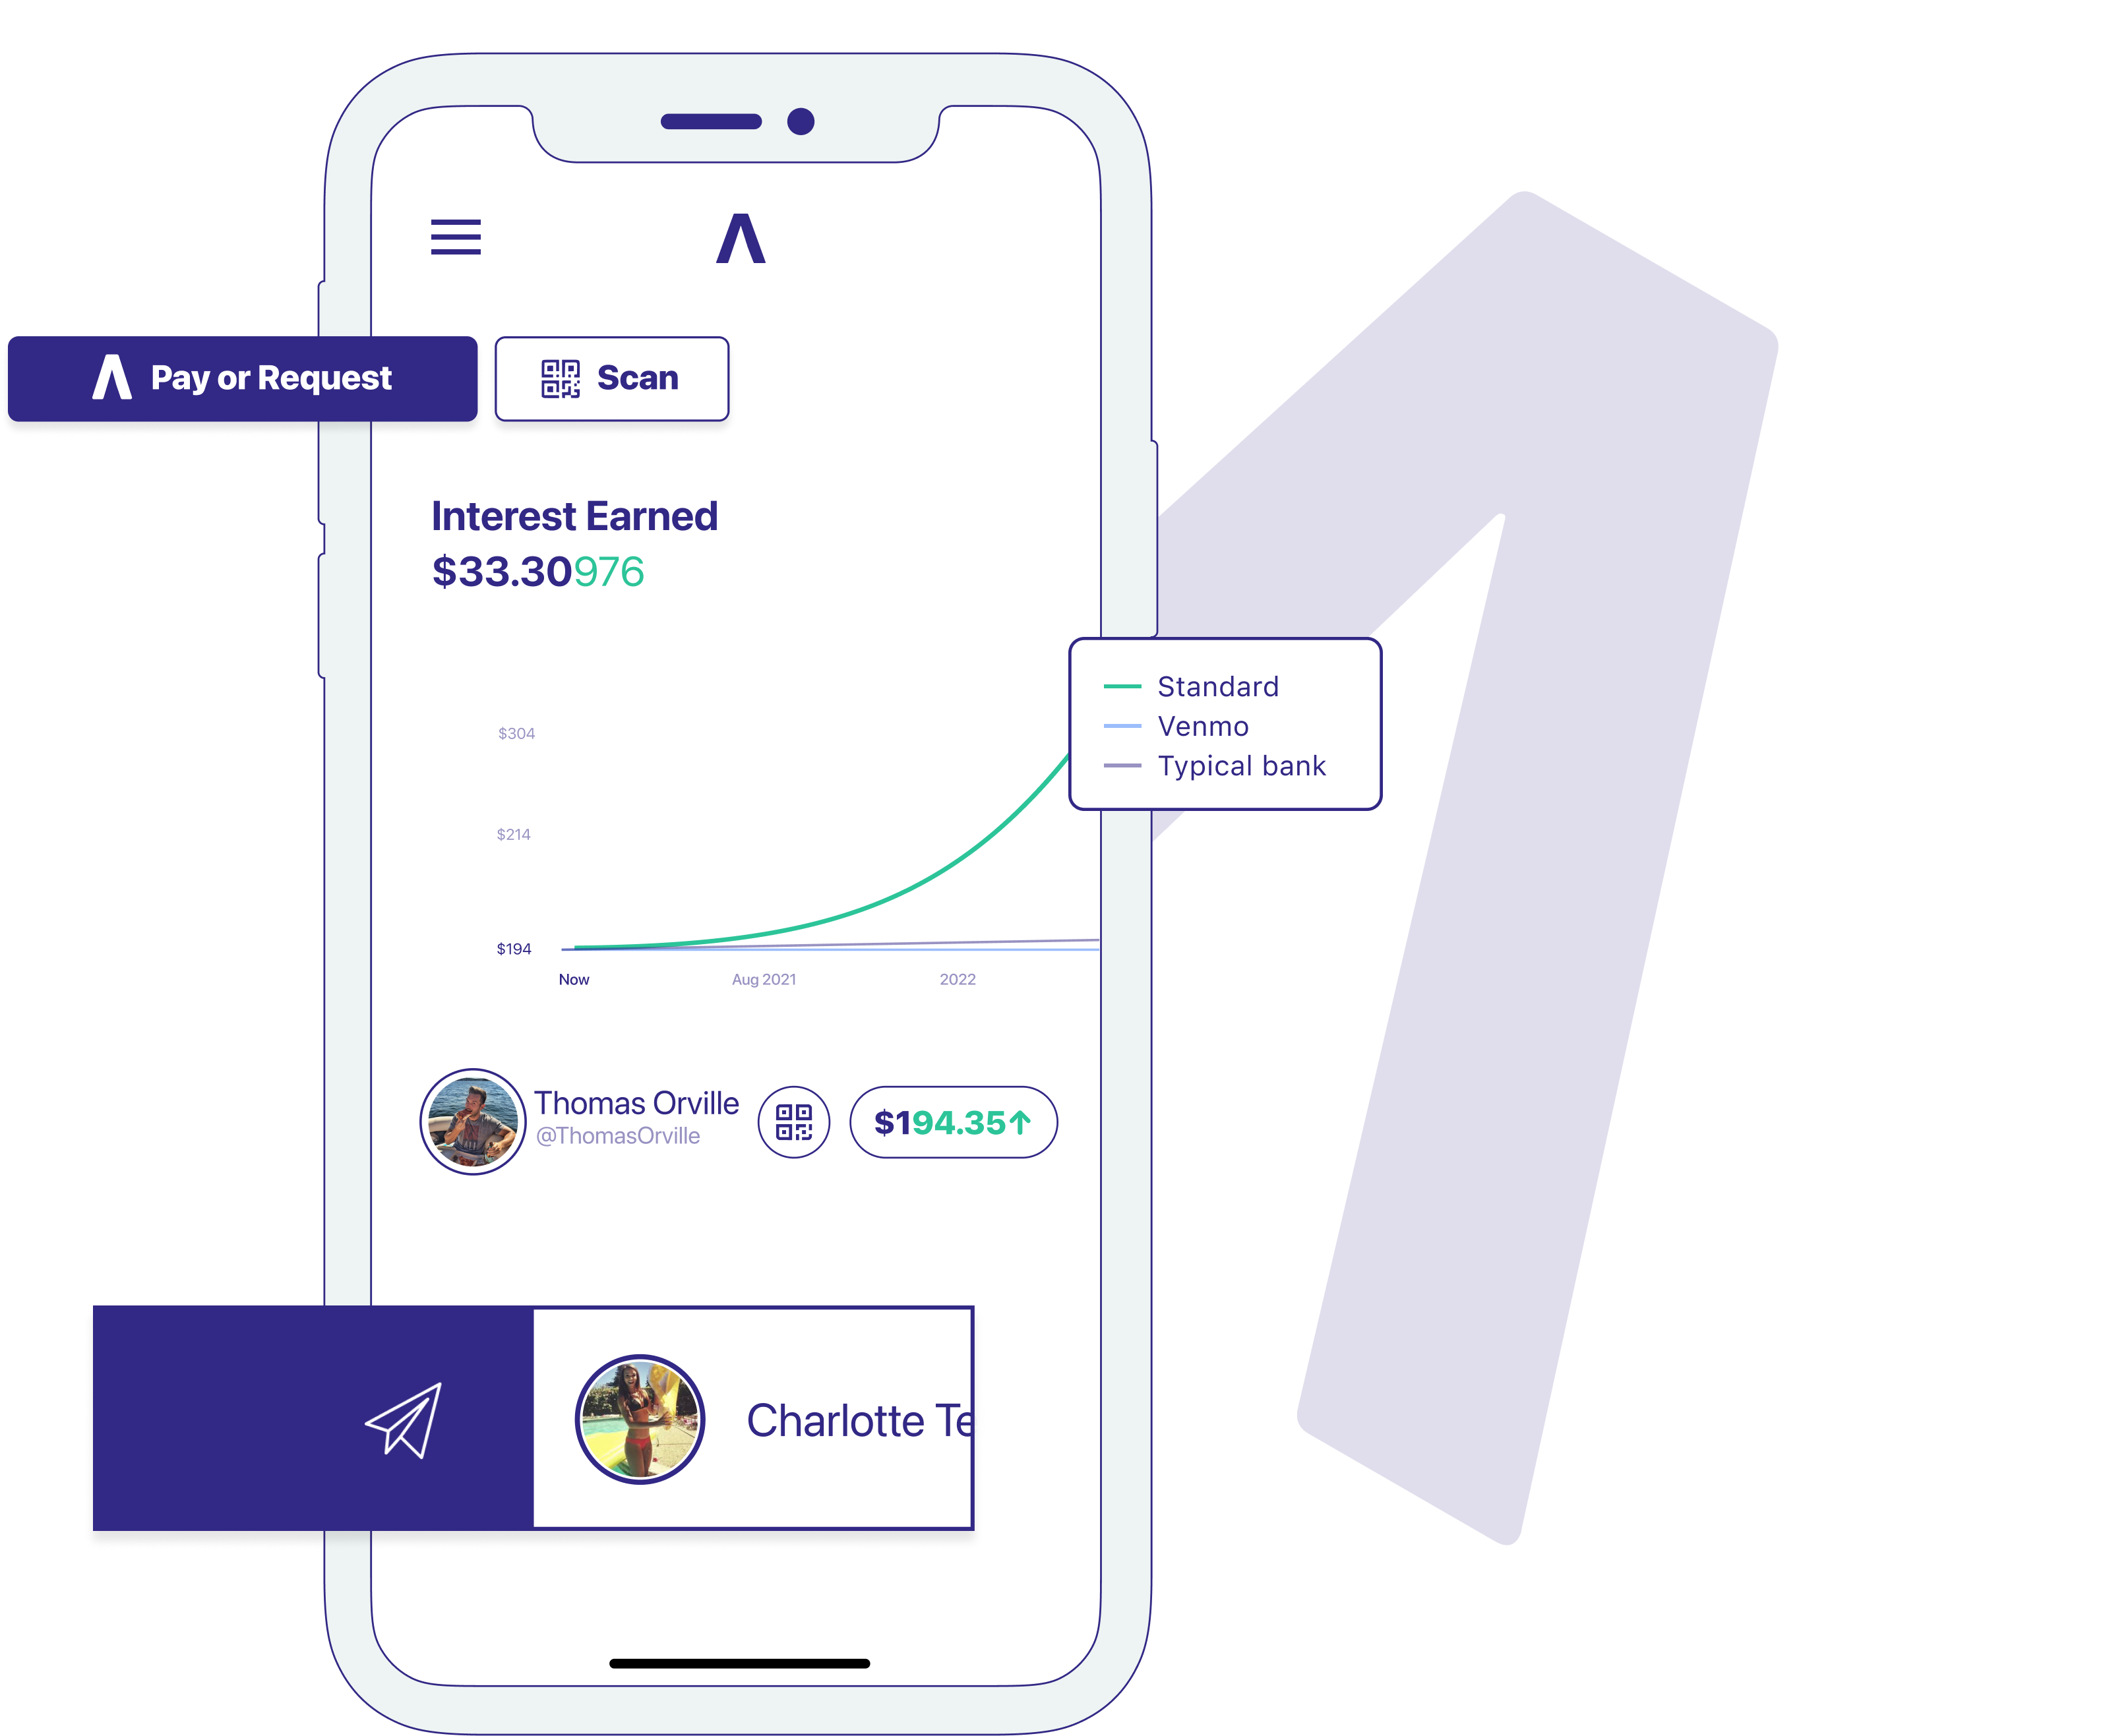 Pay or Request
Scan
Interest Earned
$33.30976
Standard
Venmo
Typical bank
$304
$214
$194
Now
Aug 2021
2022
Thomas Orville
@ThomasOrville
$194.35↑
Charlotte Te